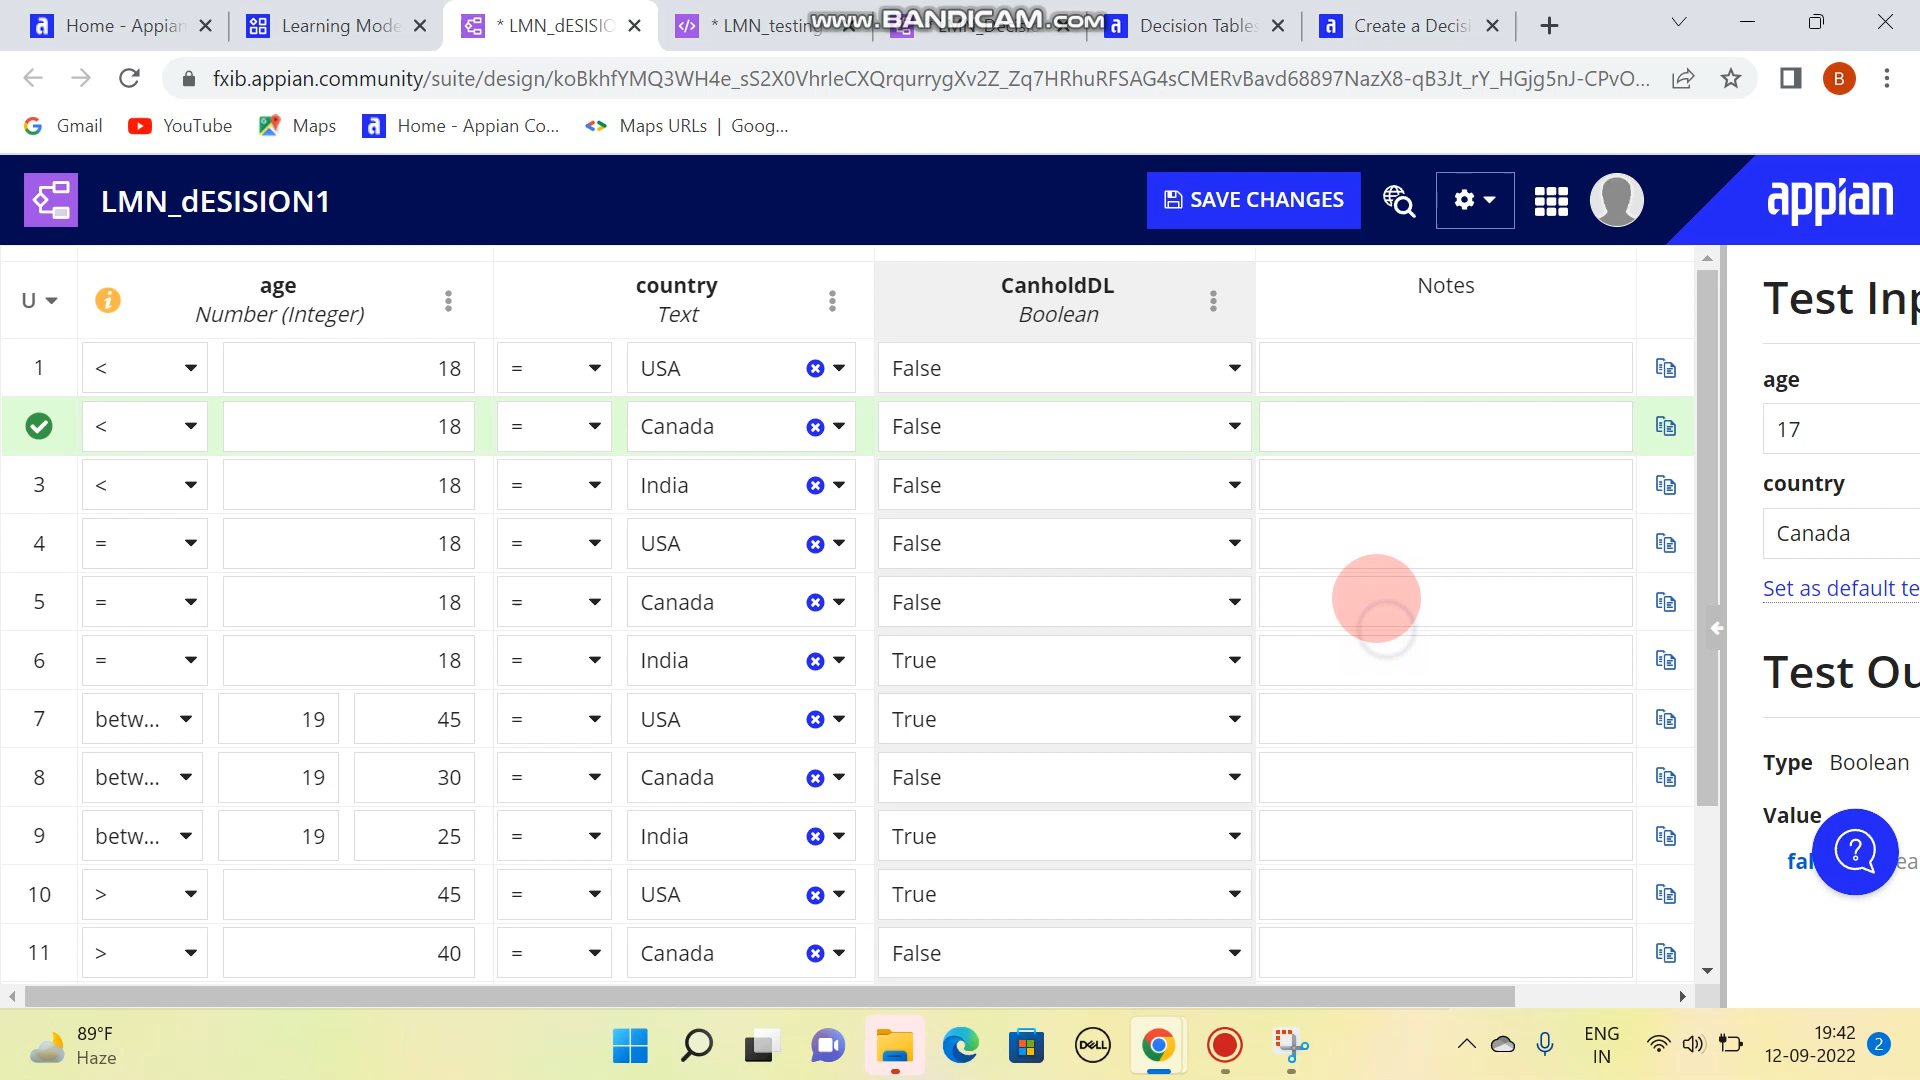 Home - Appian
Learning Mode
* LMN_dESISIO
* LMN_testing
www.BANDICAM.com
Decision Tables
Create a Decisi
fxib.appian.community/suite/design/koBkhfYMQ3WH4e_sS2X0VhrIeCXQrqurrygXv2Z_Zq7HRhuRFSAG4sCMERvBavd68897NazX8-qB3Jt_rY_HGjg5nJ-CPvO...
B
Gmail
YouTube
Maps
Home - Appian Co...
Maps URLs | Goog...
LMN_dESISION1
SAVE CHANGES
appian
U
age
Number (Integer)
country
Text
CanholdDL
Boolean
Notes
1 < 18 = USA False
< 18 = Canada False
3 < 18 = India False
4 = 18 = USA False
5 = 18 = Canada False
6 = 18 = India True
7 betw... 19 45 = USA True
8 betw... 19 30 = Canada False
9 betw... 19 25 = India True
10 > 45 = USA True
11 > 40 = Canada False
Test Inp
age
17
country
Canada
Set as default te
Test Ou
Type Boolean
Value
fal
89°F
Haze
DELL
ENG
IN
19:42
12-09-2022
2